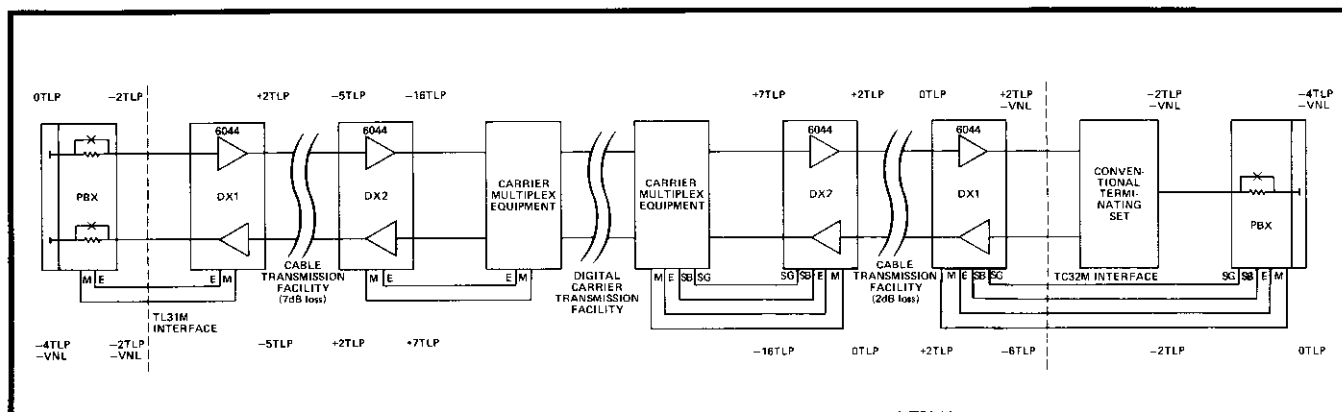 0TLP -2TLP +2TLP -5TLP -16TLP +7TLP +2TLP 0TLP +2TLP -2TLP -4TLP
-VNL -VNL -VNL
6044 6044 6044 6044
PBX DX1 DX2 CARRIER MULTIPLEX EQUIPMENT CARRIER MULTIPLEX EQUIPMENT DX2 DX1 CONVEN-TIONAL TERMI-NATING SET PBX
M E E M M E E M M E SB SG SG SB E M M E SB SG SG SB E M
CABLE
TRANSMISSION
FACILITY
(7dB loss)
DIGITAL
CARRIER
TRANSMISSION
FACILITY
CABLE
TRANSMISSION
FACILITY
(2dB loss)
TL31M
INTERFACE
TC32M INTERFACE
-4TLP -2TLP -5TLP +2TLP +7TLP -16TLP 0TLP +2TLP -6TLP -2TLP 0TLP
-VNL -VNL